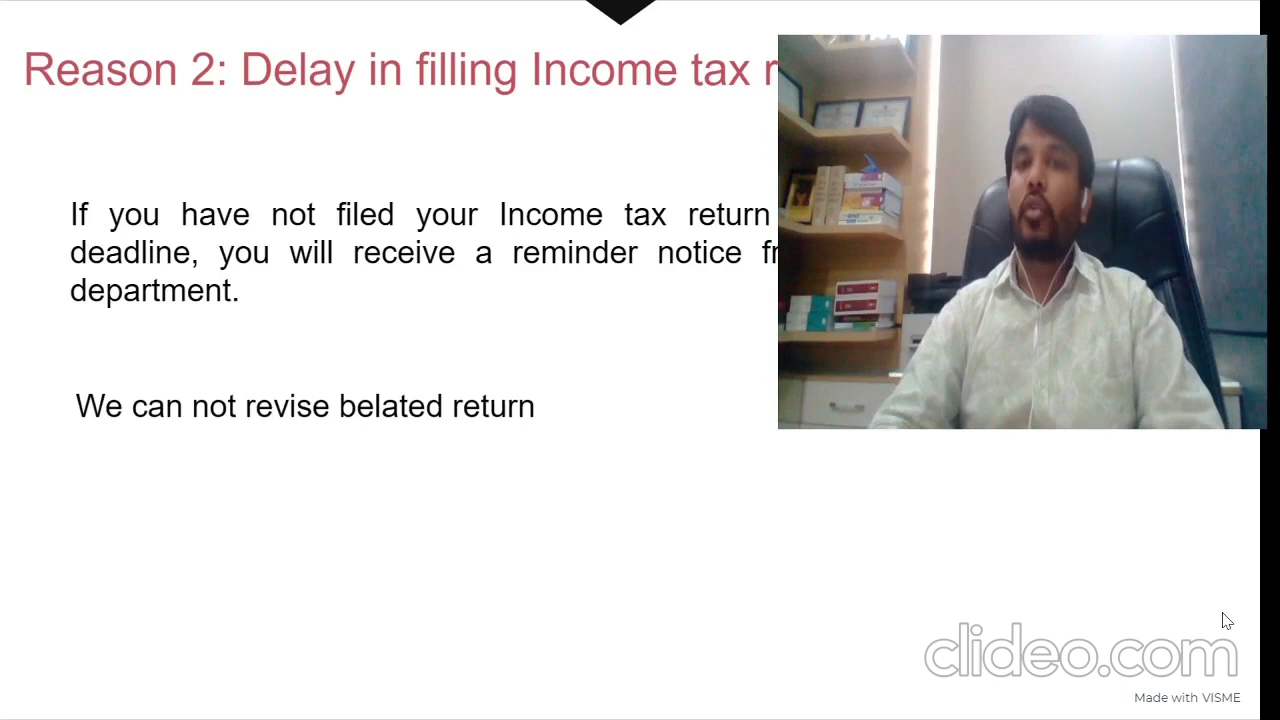 Reason 2: Delay in filling Income tax
If you have not filed your Income tax return
deadline, you will receive a reminder notice
department.
We can not revise belated return
clideo.com
Made with VISME